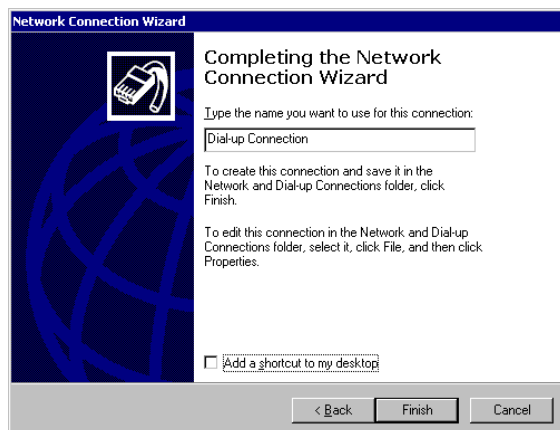 Network Connection Wizard
Completing the Network
Connection Wizard
Type the name you want to use for this connection:
Dial-up Connection
To create this connection and save it in the
Network and Dial-up Connections folder, click
Finish.
To edit this connection in the Network and Dial-up
Connections folder, select it, click File, and then click
Properties.
Add a shortcut to my desktop
< Back
Finish
Cancel